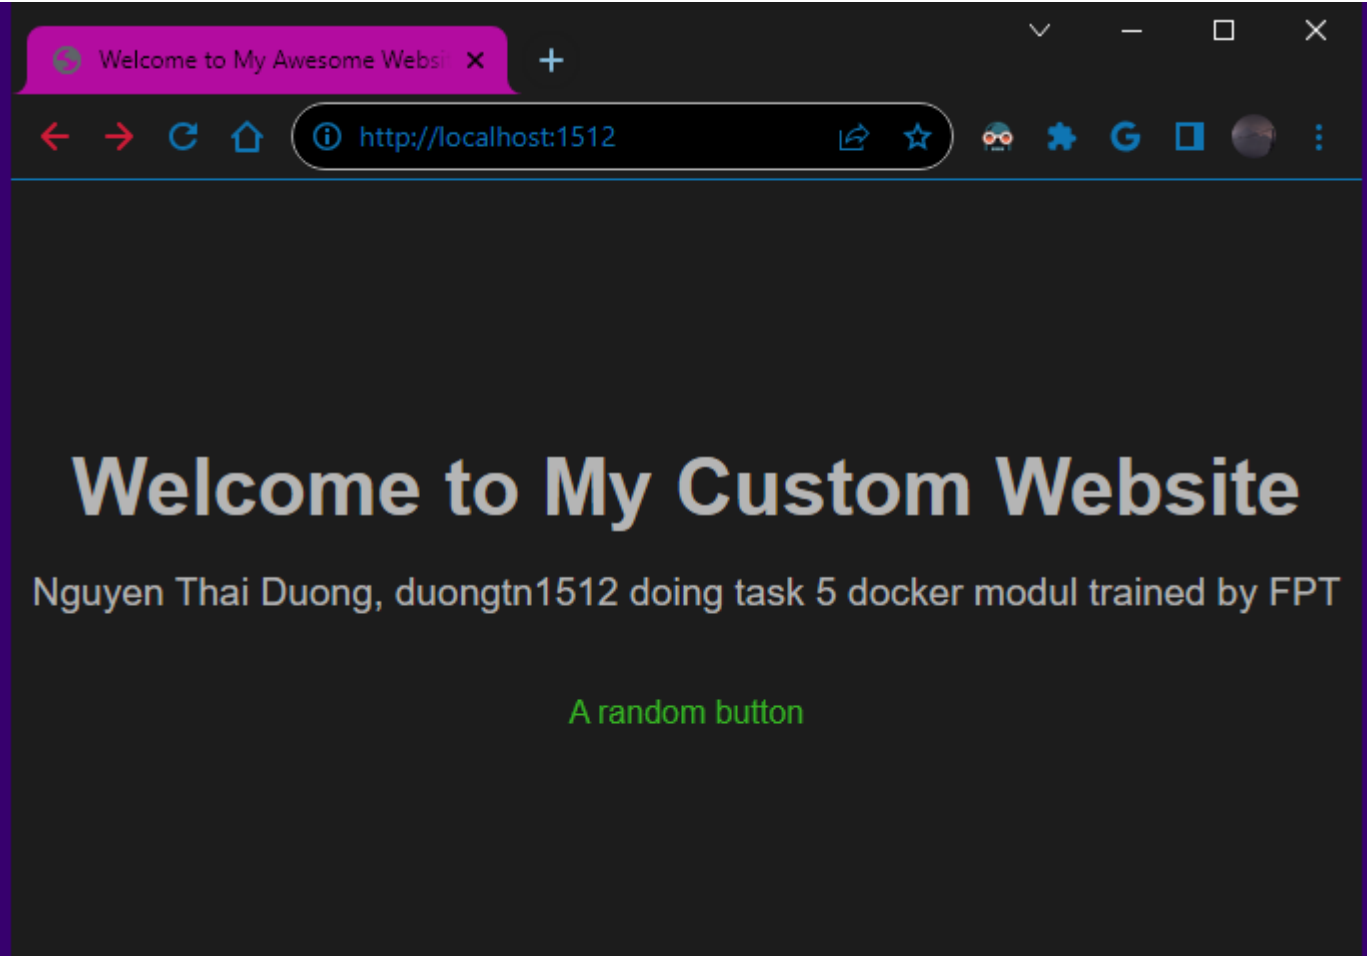 Welcome to My Awesome Websi
http://localhost:1512
Welcome to My Custom Website
Nguyen Thai Duong, duongtn1512 doing task 5 docker modul trained by FPT
A random button